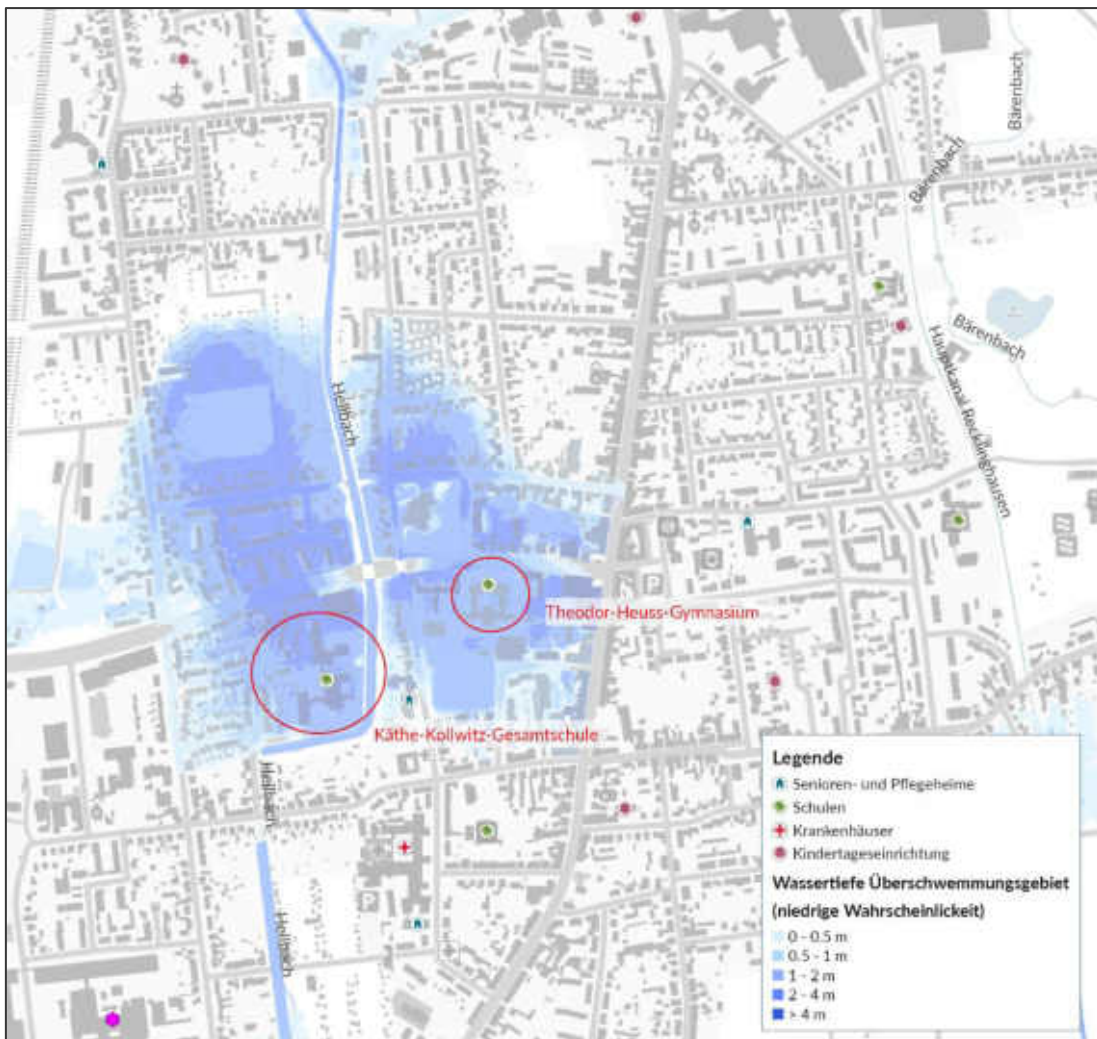 Bärenbach
Bärenbach
Bärenbach
Hauptkanal Recklinghausen
Hellbach
Theodor-Heuss-Gymnasium
Käthe-Kollwitz-Gesamtschule
Hellbach
Hellbach
P
P
Legende
Senioren- und Pflegeheime
Schulen
Krankenhäuser
Kindertageseinrichtung
Wassertiefe Überschwemmungsgebiet
(niedrige Wahrscheinlickeit)
0 - 0.5 m
0.5 - 1 m
1 - 2 m
2 - 4 m
> 4 m